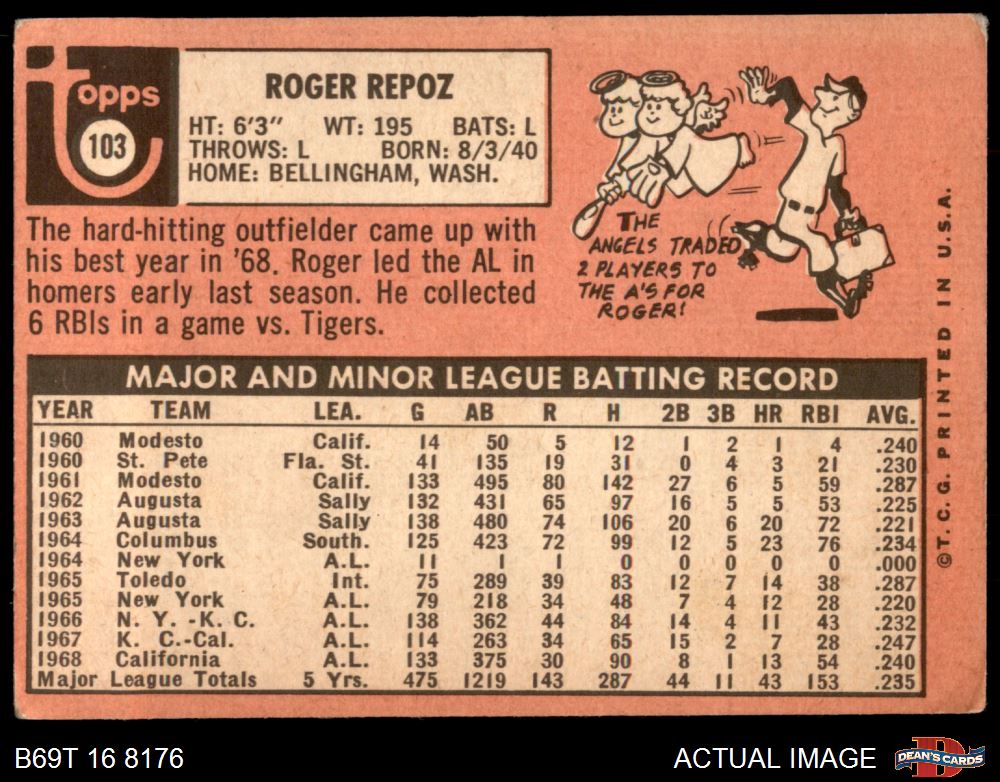 topps
103
ROGER REPOZ
HT: 6'3" WT: 195 BATS: L
THROWS: L BORN: 8/3/40
HOME: BELLINGHAM, WASH.
The hard-hitting outfielder came up with
his best year in '68. Roger led the AL in
homers early last season. He collected
6 RBIs in a game vs. Tigers.
THE
ANGELS TRADED
2 PLAYERS TO
THE A'S FOR
ROGER!
MAJOR AND MINOR LEAGUE BATTING RECORD
YEAR TEAM LEA. G AB R H 2B 3B HR RBI AVG.
1960 Modesto Calif. 14 50 5 12 1 2 1 4 .240
1960 St. Pete Fla. St. 41 135 19 31 0 4 3 21 .230
1961 Modesto Calif. 133 495 80 142 27 6 5 59 .287
1962 Augusta Sally 132 431 65 97 16 5 5 53 .225
1963 Augusta Sally 138 480 74 106 20 6 20 72 .221
1964 Columbus South. 125 423 72 99 12 5 23 76 .234
1964 New York A.L. 11 1 1 0 0 0 0 0 .000
1965 Toledo Int. 75 289 39 83 12 7 14 38 .287
1965 New York A.L. 79 218 34 48 7 4 12 28 .220
1966 N. Y. -K. C. A.L. 138 362 44 84 14 4 11 43 .232
1967 K. C.-Cal. A.L. 114 263 34 65 15 2 7 28 .247
1968 California A.L. 133 375 30 90 8 1 13 54 .240
Major League Totals 5 Yrs. 475 1219 143 287 44 11 43 153 .235
©T. C. G. PRINTED IN U.S.A.
B69T 16 8176
ACTUAL IMAGE
D
DEAN'S CARDS